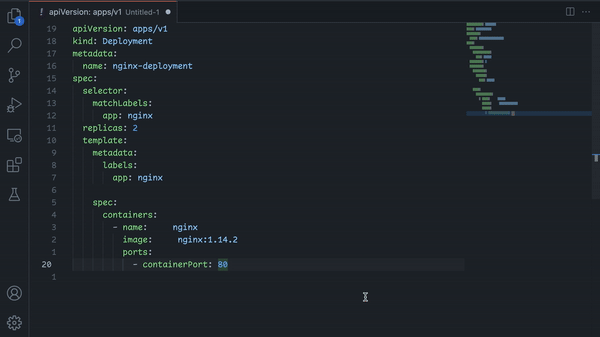 apiVersion: apps/v1 Untitled-1
1
19 apiVersion: apps/v1
18 kind: Deployment
17 metadata:
16 name: nginx-deployment
15 spec:
14 selector:
13 matchLabels:
12 app: nginx
11 replicas: 2
10 template:
9 metadata:
8 labels:
7 app: nginx
6
5 spec:
4 containers:
3 - name: nginx
2 image: nginx:1.14.2
1 ports:
20 - containerPort: 80
1